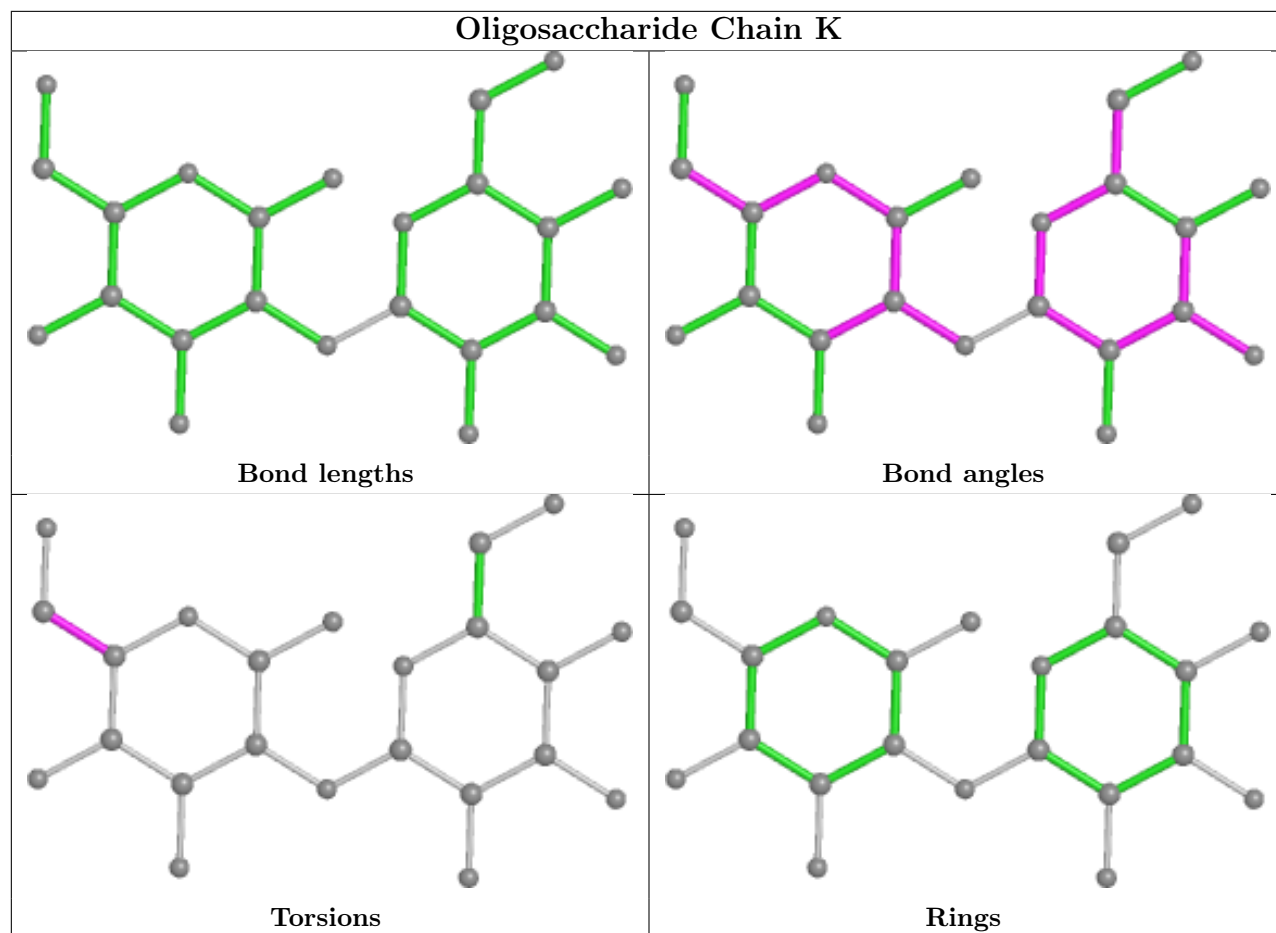 Oligosaccharide Chain K
Bond lengths
Bond angles
Torsions
Rings